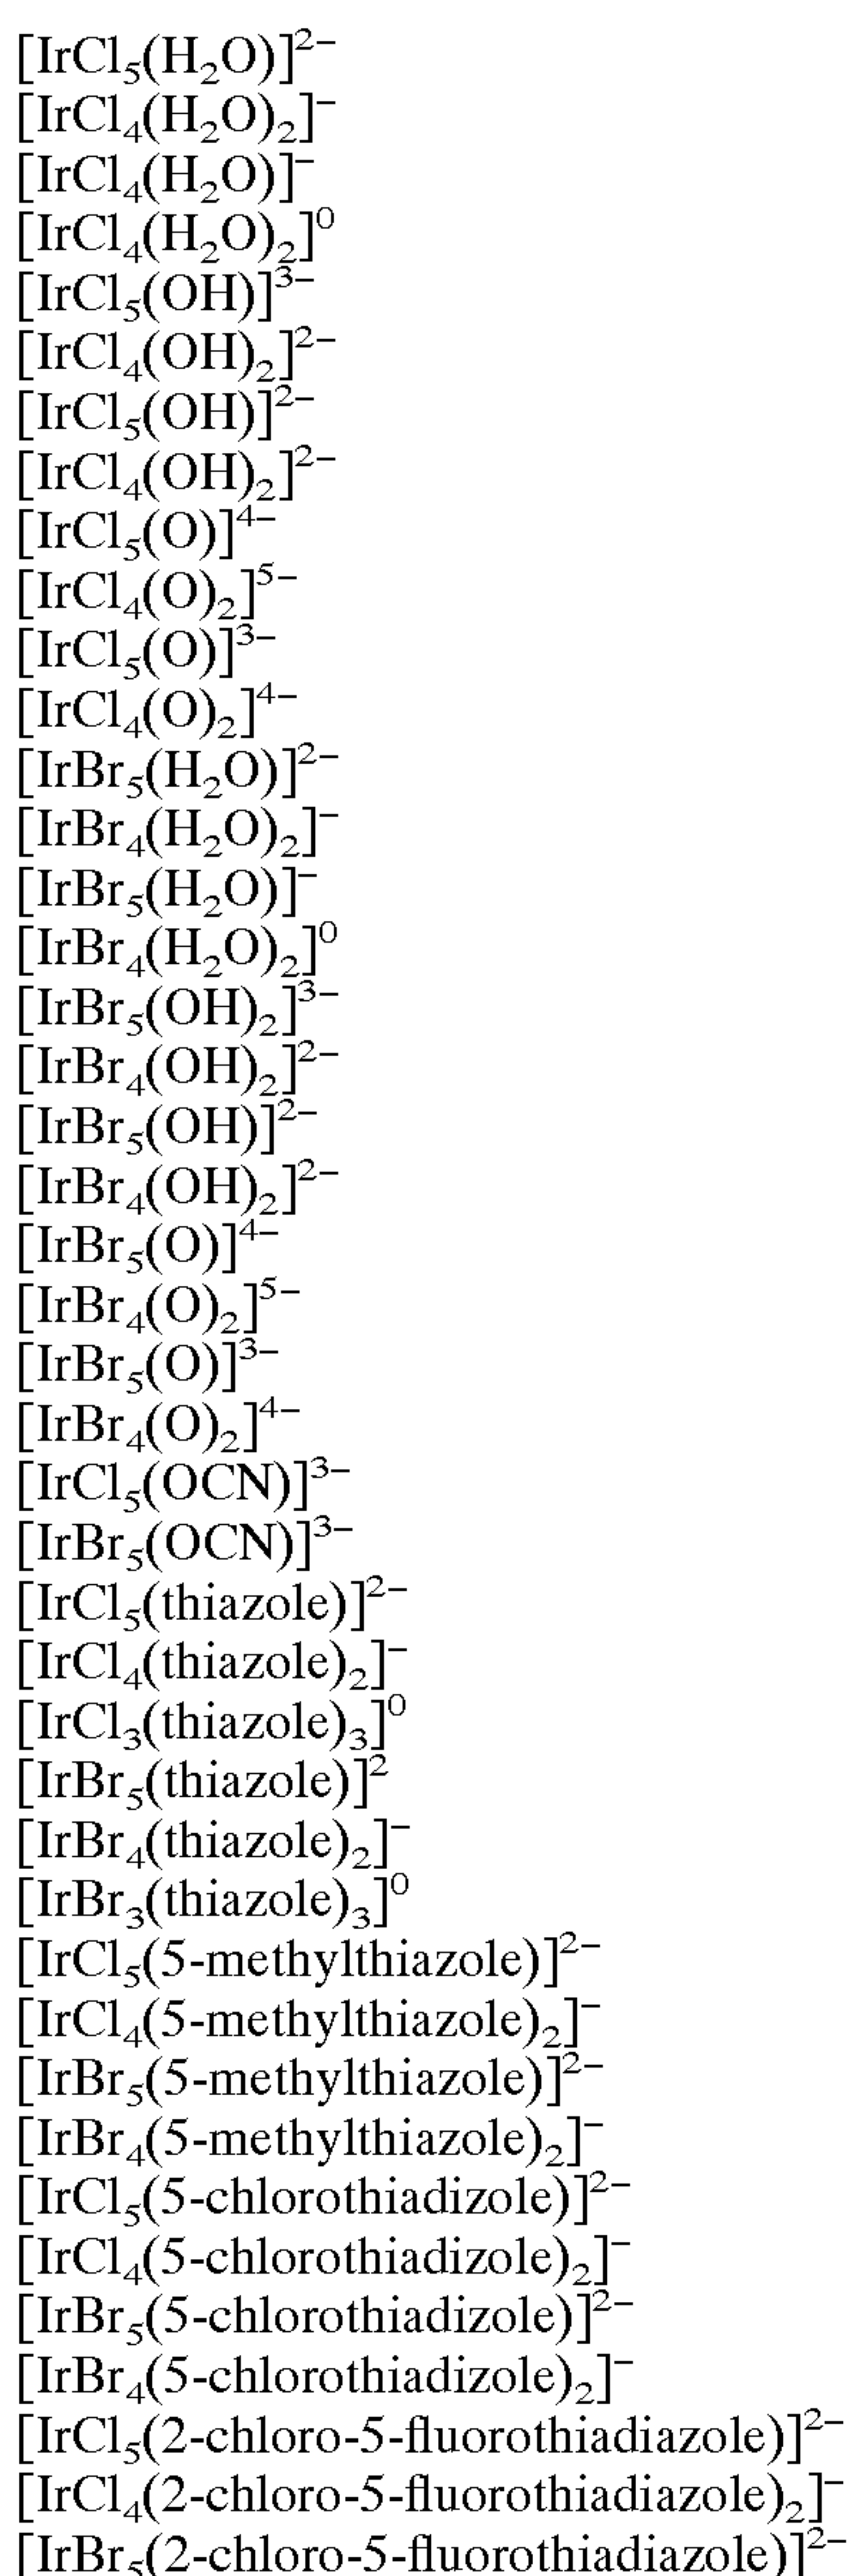 [IrCl₅(H₂O)]²⁻
[IrCl₄(H₂O)₂]⁻
[IrCl₄(H₂O)]⁻
[IrCl₄(H₂O)₂]⁰
[IrCl₅(OH)]³⁻
[IrCl₄(OH)₂]²⁻
[IrCl₅(OH)]²⁻
[IrCl₄(OH)₂]²⁻
[IrCl₅(O)]⁴⁻
[IrCl₄(O)₂]⁵⁻
[IrCl₅(O)]³⁻
[IrCl₄(O)₂]⁴⁻
[IrBr₅(H₂O)]²⁻
[IrBr₄(H₂O)₂]⁻
[IrBr₅(H₂O)]⁻
[IrBr₄(H₂O)₂]⁰
[IrBr₅(OH)₂]³⁻
[IrBr₄(OH)₂]²⁻
[IrBr₅(OH)]²⁻
[IrBr₄(OH)₂]²⁻
[IrBr₅(O)]⁴⁻
[IrBr₄(O)₂]⁵⁻
[IrBr₅(O)]³⁻
[IrBr₄(O)₂]⁴⁻
[IrCl₅(OCN)]³⁻
[IrBr₅(OCN)]³⁻
[IrCl₅(thiazole)]²⁻
[IrCl₄(thiazole)₂]⁻
[IrCl₃(thiazole)₃]⁰
[IrBr₅(thiazole)]²
[IrBr₄(thiazole)₂]⁻
[IrBr₃(thiazole)₃]⁰
[IrCl₅(5-methylthiazole)]²⁻
[IrCl₄(5-methylthiazole)₂]⁻
[IrBr₅(5-methylthiazole)]²⁻
[IrBr₄(5-methylthiazole)₂]⁻
[IrCl₅(5-chlorothiadizole)]²⁻
[IrCl₄(5-chlorothiadizole)₂]⁻
[IrBr₅(5-chlorothiadizole)]²⁻
[IrBr₄(5-chlorothiadizole)₂]⁻
[IrCl₅(2-chloro-5-fluorothiadiazole)]²⁻
[IrCl₄(2-chloro-5-fluorothiadiazole)₂]⁻
[IrBr₅(2-chloro-5-fluorothiadiazole)]²⁻